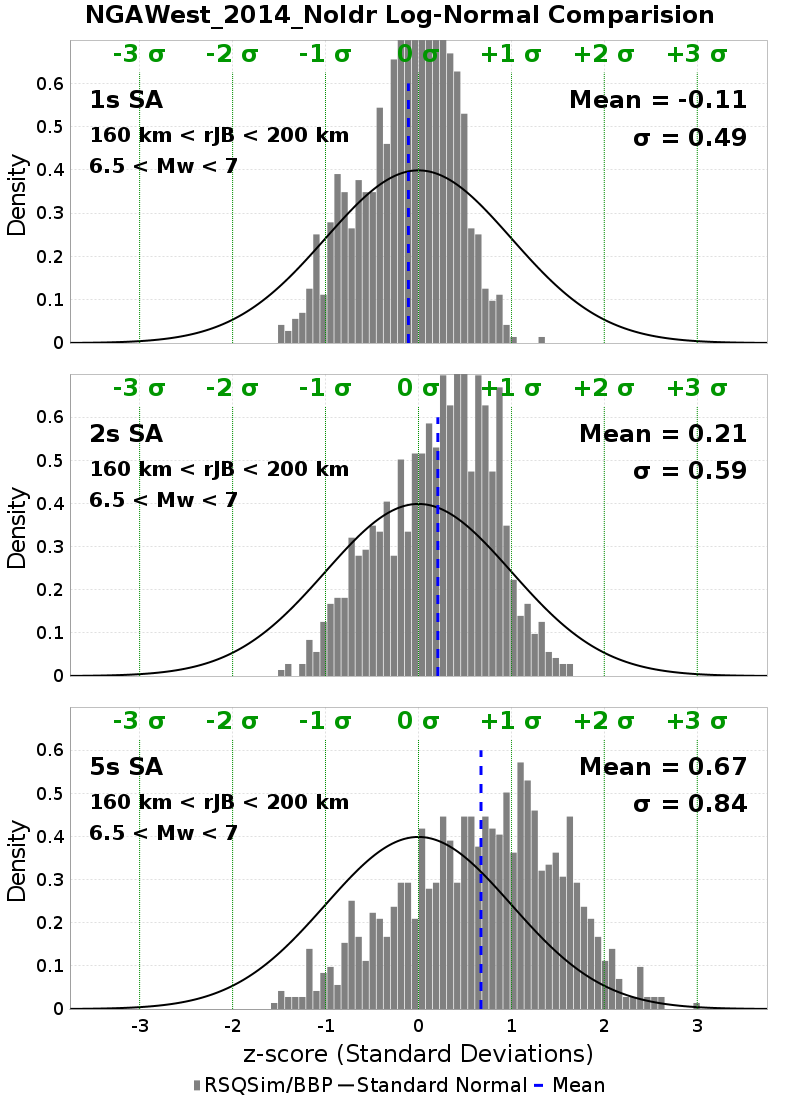 NGAWest_2014_NoIdr Log-Normal Comparision
-3 σ -2 σ -1 σ 0 σ +1 σ +2 σ +3 σ
1s SA
Mean = -0.11
160 km < rJB < 200 km
σ = 0.49
6.5 < Mw < 7
Density
0.6
0.5
0.4
0.3
0.2
0.1
0
-3 σ -2 σ -1 σ 0 σ +1 σ +2 σ +3 σ
2s SA
Mean = 0.21
160 km < rJB < 200 km
σ = 0.59
6.5 < Mw < 7
Density
0.6
0.5
0.4
0.3
0.2
0.1
0
-3 σ -2 σ -1 σ 0 σ +1 σ +2 σ +3 σ
5s SA
Mean = 0.67
160 km < rJB < 200 km
σ = 0.84
6.5 < Mw < 7
Density
0.6
0.5
0.4
0.3
0.2
0.1
0
-3 -2 -1 0 1 2 3
z-score (Standard Deviations)
RSQSim/BBP Standard Normal Mean